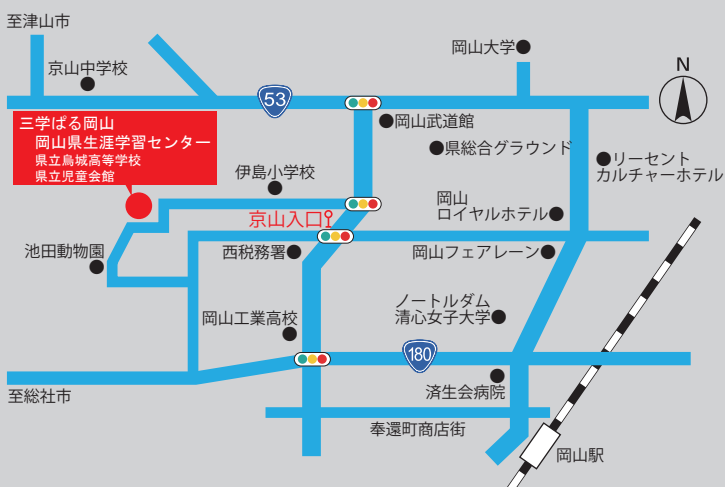 至津山市
京山中学校
53
岡山大学
N
三学ぱる岡山
岡山県生涯学習センター
県立烏城高等学校
県立児童会館
岡山武道館
県総合グラウンド
リーセント
カルチャーホテル
伊島小学校
京山入口
岡山
ロイヤルホテル
池田動物園
西税務署
岡山フェアレーン
岡山工業高校
ノートルダム
清心女子大学
180
至総社市
済生会病院
奉還町商店街
岡山駅